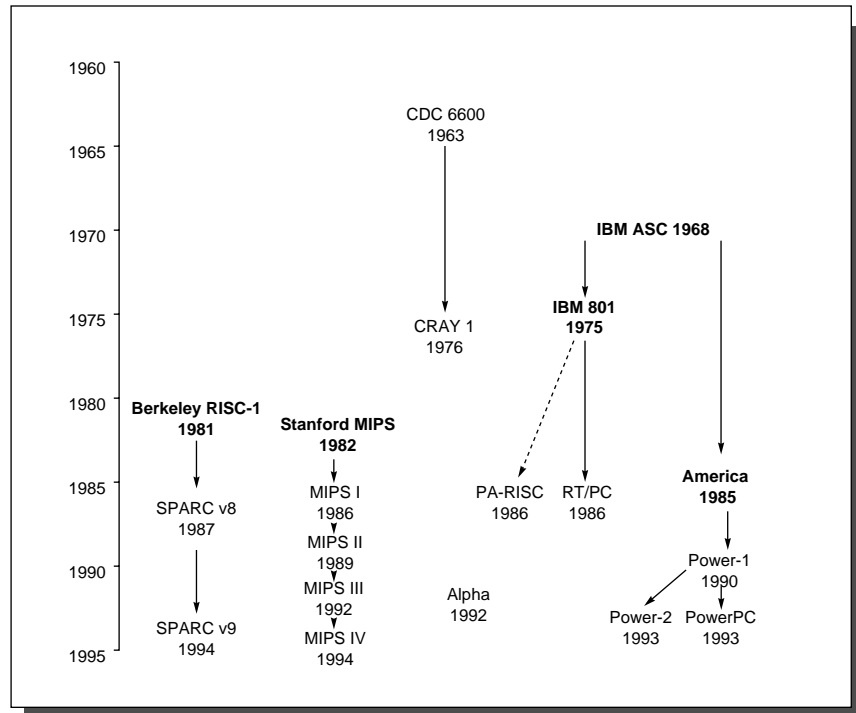 1960
CDC 6600
1963
1965
1970
IBM ASC 1968
IBM 801
1975
1975
CRAY 1
1976
1980
Berkeley RISC-1
1981
Stanford MIPS
1982
1985
America
1985
PA-RISC
1986
RT/PC
1986
MIPS I
1986
SPARC v8
1987
MIPS II
1989
1990
Power-1
1990
MIPS III
1992
Alpha
1992
Power-2
1993
PowerPC
1993
SPARC v9
1994
MIPS IV
1994
1995